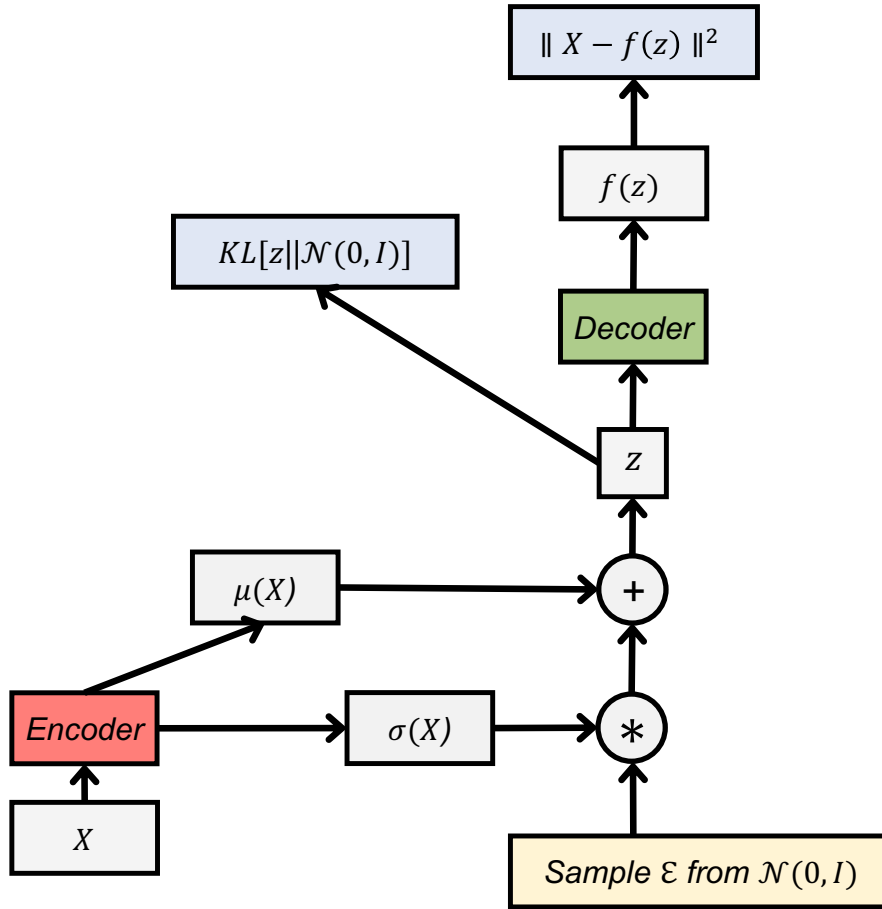 ‖ X − f(z) ‖²
f(z)
KL[z||𝒩(0, I)]
Decoder
z
μ(X)
+
Encoder
σ(X)
*
X
Sample Ɛ from 𝒩(0, I)